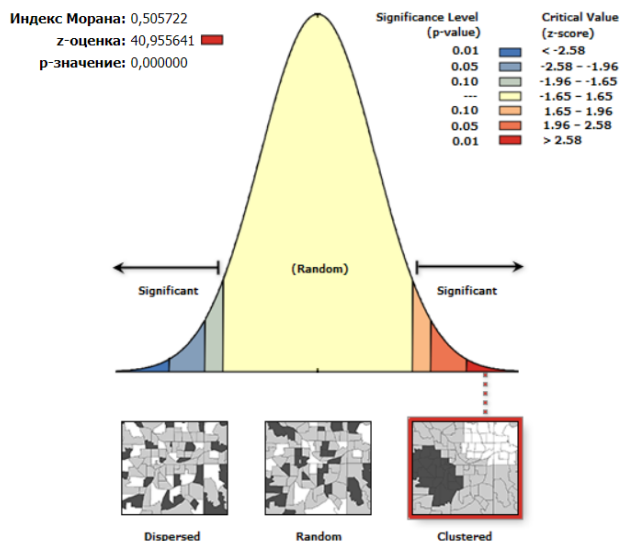 Индекс Морана: 0,505722
z-оценка: 40,955641
p-значение: 0,000000
Significance Level
(p-value)
Critical Value
(z-score)
0.01 < -2.58
0.05 -2.58 – -1.96
0.10 -1.96 – -1.65
--- -1.65 – 1.65
0.10 1.65 – 1.96
0.05 1.96 – 2.58
0.01 > 2.58
(Random)
Significant
Significant
Dispersed
Random
Clustered